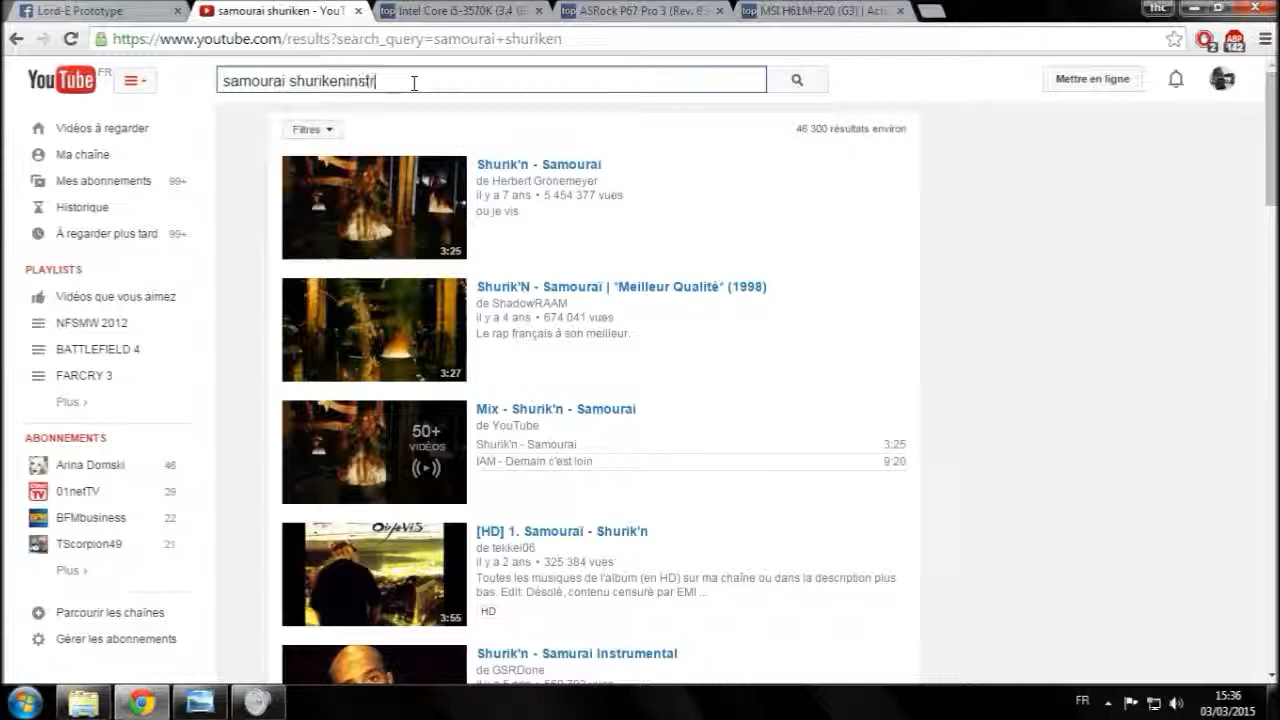 Lord-E Prototype
samourai shuriken - YouT
Intel Core i5-3570K (3.4 G
ASRock P67 Pro 3 (Rev. B
MSI H61M-P20 (G3) | Actu
thc
https://www.youtube.com/results?search_query=samourai+shuriken
2
ABP
142
YouTube FR
samourai shurikeninistr
Mettre en ligne
Vidéos à regarder
Ma chaîne
Mes abonnements 99+
Historique
À regarder plus tard 99+
PLAYLISTS
Vidéos que vous aimez
NFSMW 2012
BATTLEFIELD 4
FARCRY 3
Plus ›
ABONNEMENTS
Arina Domski 46
01netTV 29
BFMbusiness 22
TScorpion49 21
Plus ›
Parcourir les chaînes
Gérer les abonnements
Filtres
46 300 résultats environ
Shurik'n - Samourai
de Herbert Grönemeyer
il y a 7 ans • 5 454 377 vues
ou je vis
3:25
Shurik'N - Samouraï | "Meilleur Qualité" (1998)
de ShadowRAAM
il y a 4 ans • 674 041 vues
Le rap français à son meilleur.
3:27
Mix - Shurik'n - Samourai
de YouTube
Shurik'n - Samourai 3:25
IAM - Demain c'est loin 9:20
50+
VIDÉOS
[HD] 1. Samouraï - Shurik'n
de tekkei06
il y a 2 ans • 325 384 vues
Toutes les musiques de l'album (en HD) sur ma chaîne ou dans la description plus
bas. Edit: Désolé, contenu censuré par EMI ...
HD
3:55
Shurik'n - Samurai Instrumental
de GSRDone
FR
15:36
03/03/2015